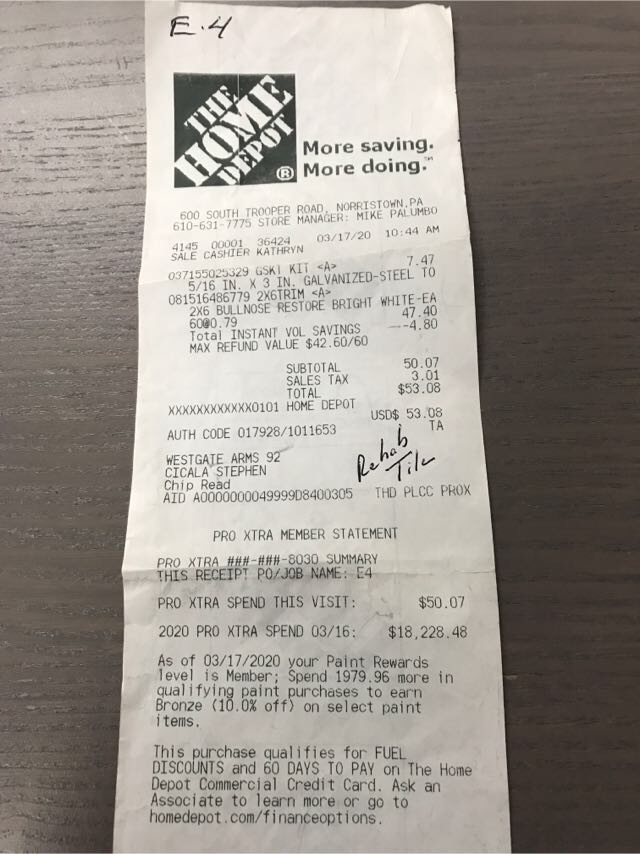 E.4
THE
HOME
DEPOT
®
More saving.
More doing.™
600 SOUTH TROOPER ROAD, NORRISTOWN,PA
610-631-7775 STORE MANAGER: MIKE PALUMBO
4145 00001 36424 03/17/20 10:44 AM
SALE CASHIER KATHRYN
037155025329 GSKT KIT <A> 7.47
5/16 IN. X 3 IN. GALVANIZED-STEEL TO
081516486779 2X6TRIM <A>
2X6 BULLNOSE RESTORE BRIGHT WHITE-EA
60@0.79 47.40
Total INSTANT VOL SAVINGS -4.80
MAX REFUND VALUE $42.60/60
SUBTOTAL 50.07
SALES TAX 3.01
TOTAL $53.08
XXXXXXXXXXXX0101 HOME DEPOT
USD$ 53.08
AUTH CODE 017928/1011653 TA
Rehab
Tile
WESTGATE ARMS 92
CICALA STEPHEN
Chip Read
AID A0000000049999D8400305 THD PLCC PROX
PRO XTRA MEMBER STATEMENT
PRO XTRA ###-###-8030 SUMMARY
THIS RECEIPT PO/JOB NAME: E4
PRO XTRA SPEND THIS VISIT: $50.07
2020 PRO XTRA SPEND 03/16: $18,228.48
As of 03/17/2020 your Paint Rewards
level is Member; Spend 1979.96 more in
qualifying paint purchases to earn
Bronze (10.0% off) on select paint
items.
This purchase qualifies for FUEL
DISCOUNTS and 60 DAYS TO PAY on The Home
Depot Commercial Credit Card. Ask an
Associate to learn more or go to
homedepot.com/financeoptions.